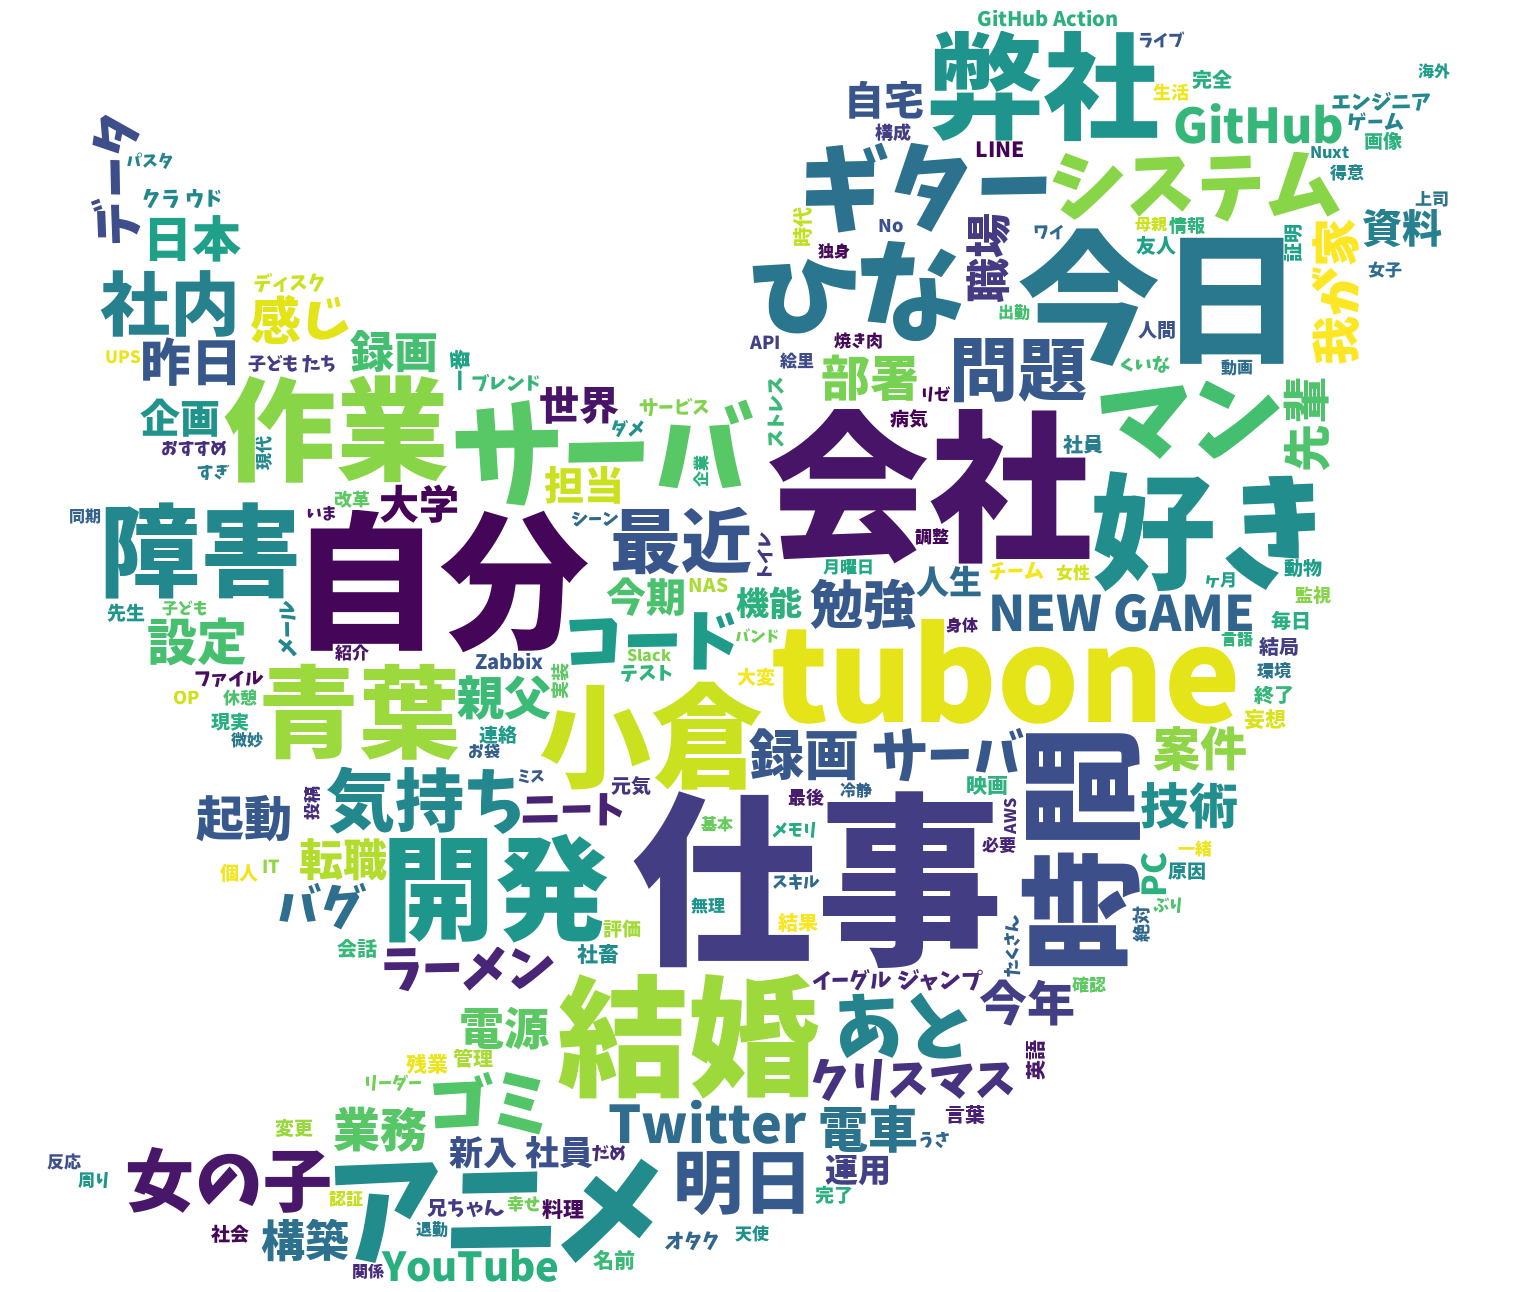 GitHub Action
弊社
ライブ
海外
自宅
完全
生活
エンジニア
GitHub
ゲーム
構成
画像
データ
LINE
Nuxt
パスタ
ギター
システム
得意
クラウド
上司
日本
時代
No
職場
ワイ
母親
情報
資料
独身
友人
証明
我が家
ひな
今日
女子
社内
ディスク
感じ
出勤
人間
UPS
昨日
子どもたち
録画
一番
API
焼き肉
問題
絵里
くいな
動画
ブレンド
部署
リゼ
作業
世界
サービス
ストレス
マン
先輩
企画
サーバ
ダメ
病気
おすすめ
現代
会社
社員
すぎ
担当
企業
改革
大学
好き
同期
障害
いま
自分
シーン
最近
調整
トイレ
月曜日
チーム
女性
動物
今期
NAS
機能
勉強
人生
ヶ月
監視
先生
子ども
メール
NEW GAME
毎日
設定
コード
バンド
身体
言語
結局
紹介
Slack
tubone
Zabbix
テスト
ファイル
実装
大変
環境
OP
休憩
青葉
親父
小倉
終了
現実
連絡
妄想
微妙
お袋
録画 サーバ
時間
案件
気持ち
ミス
元気
映画
起動
投稿
ニート
最後
冷静
技術
仕事
AWS
基本
メモリ
必要
転職
開発
一緒
個人
IT
PC
原因
バグ
スキル
無理
ぶり
評価
結果
たくさん
絶対
会話
社畜
ラーメン
イーグル ジャンプ
今年
確認
結婚
あと
電源
残業
管理
英語
リーダー
クリスマス
ゴミ
変更
業務
Twitter
電車
言葉
新入 社員
だめ
うさ
反応
女の子
周り
アニメ
明日
運用
認証
兄ちゃん
幸せ
料理
完了
社会
構築
退勤
オタク
天使
関係
YouTube
名前